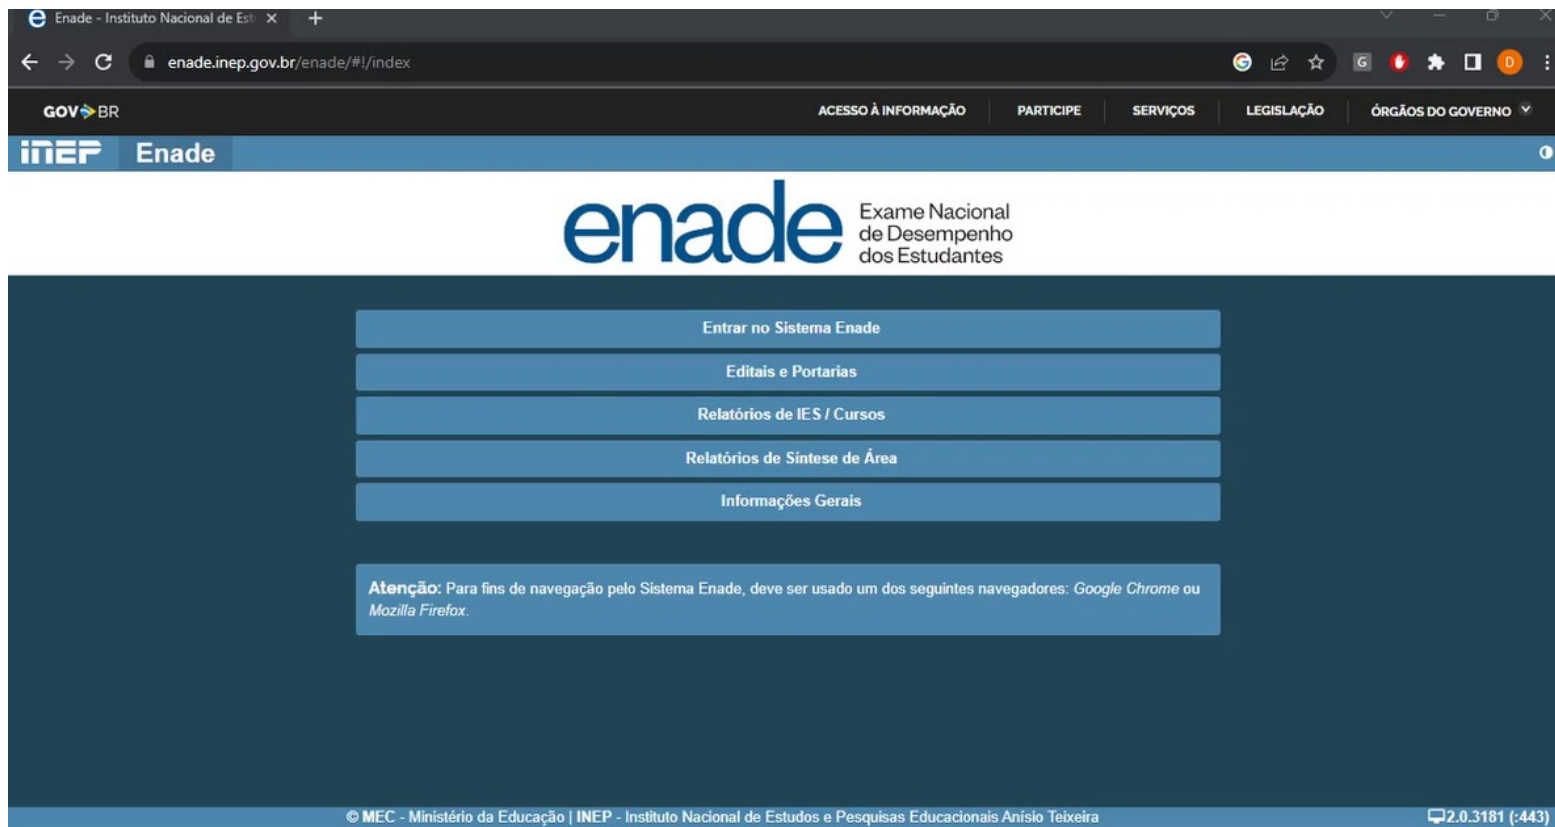 Enade - Instituto Nacional de Est
enade.inep.gov.br/enade/#!/index
G
D
GOV BR
ACESSO À INFORMAÇÃO
PARTICIPE
SERVIÇOS
LEGISLAÇÃO
ÓRGÃOS DO GOVERNO
inep
Enade
enade
Exame Nacional
de Desempenho
dos Estudantes
Entrar no Sistema Enade
Editais e Portarias
Relatórios de IES / Cursos
Relatórios de Síntese de Área
Informações Gerais
Atenção: Para fins de navegação pelo Sistema Enade, deve ser usado um dos seguintes navegadores: Google Chrome ou
Mozilla Firefox.
© MEC - Ministério da Educação | INEP - Instituto Nacional de Estudos e Pesquisas Educacionais Anísio Teixeira
2.0.3181 (:443)